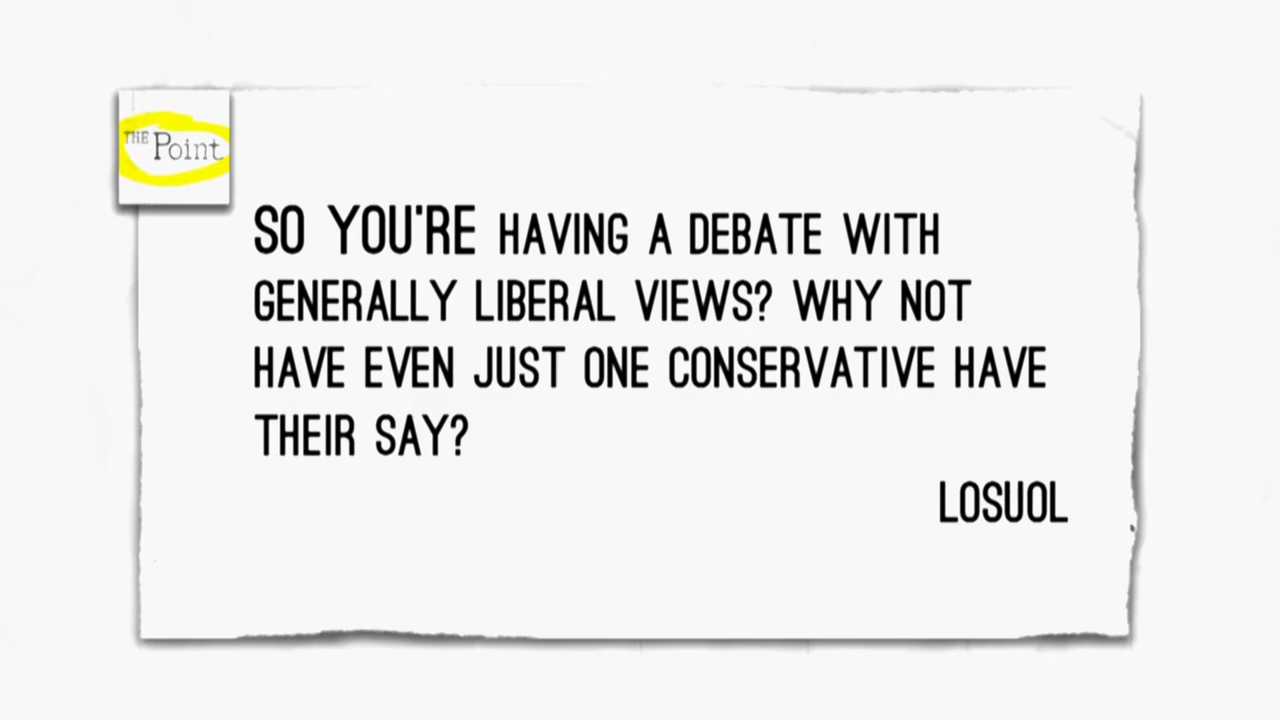 THE Point
SO YOU'RE HAVING A DEBATE WITH
GENERALLY LIBERAL VIEWS? WHY NOT
HAVE EVEN JUST ONE CONSERVATIVE HAVE
THEIR SAY?
LOSUOL